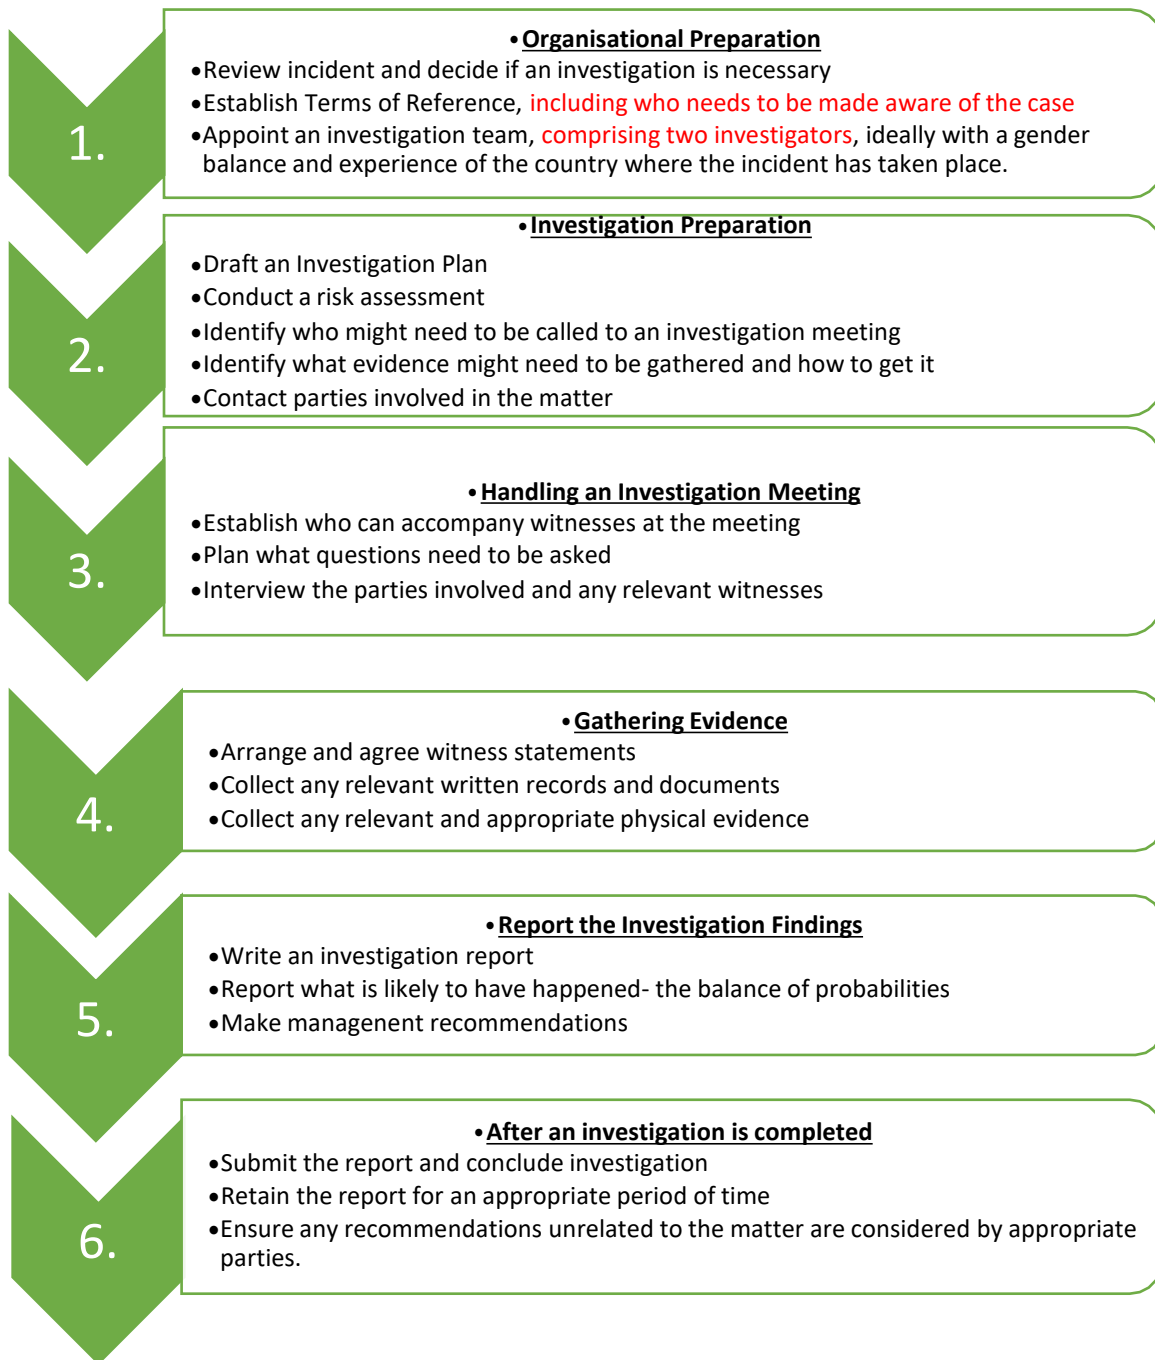 1.
•Organisational Preparation
•Review incident and decide if an investigation is necessary
•Establish Terms of Reference, including who needs to be made aware of the case
•Appoint an investigation team, comprising two investigators, ideally with a gender
balance and experience of the country where the incident has taken place.
2.
•Investigation Preparation
•Draft an Investigation Plan
•Conduct a risk assessment
•Identify who might need to be called to an investigation meeting
•Identify what evidence might need to be gathered and how to get it
•Contact parties involved in the matter
3.
•Handling an Investigation Meeting
•Establish who can accompany witnesses at the meeting
•Plan what questions need to be asked
•Interview the parties involved and any relevant witnesses
4.
•Gathering Evidence
•Arrange and agree witness statements
•Collect any relevant written records and documents
•Collect any relevant and appropriate physical evidence
5.
•Report the Investigation Findings
•Write an investigation report
•Report what is likely to have happened- the balance of probabilities
•Make managenent recommendations
6.
•After an investigation is completed
•Submit the report and conclude investigation
•Retain the report for an appropriate period of time
•Ensure any recommendations unrelated to the matter are considered by appropriate
parties.